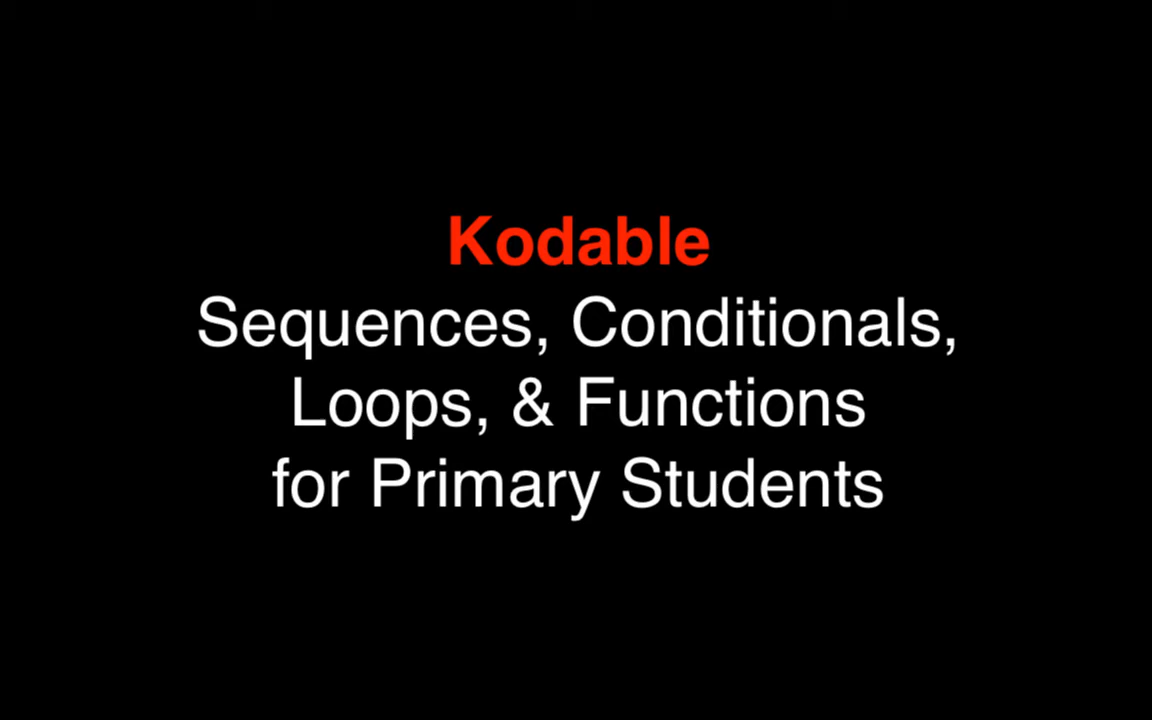 Kodable
Sequences, Conditionals,
Loops, & Functions
for Primary Students